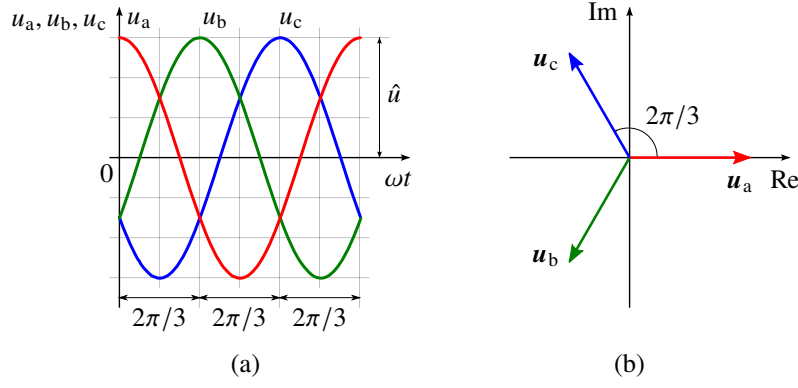 u_a, u_b, u_c u_a u_b u_c
û
0
ωt
2π/3 2π/3 2π/3
(a)
Im
u_c
2π/3
u_a Re
u_b
(b)